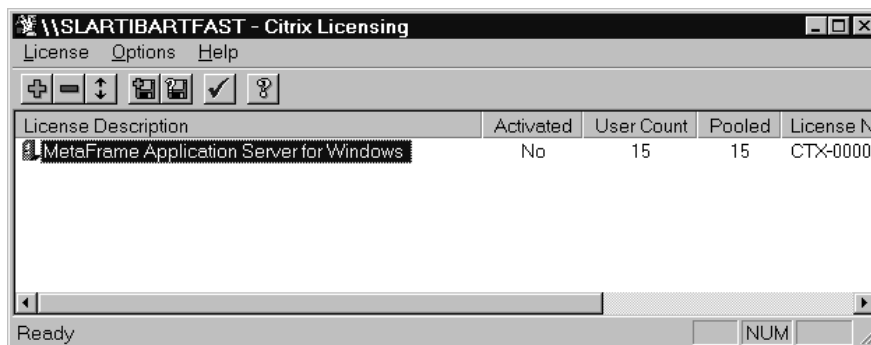 \\SLARTIBARTFAST - Citrix Licensing
License Options Help
License Description Activated User Count Pooled License N
MetaFrame Application Server for Windows No 15 15 CTX-0000
Ready NUM